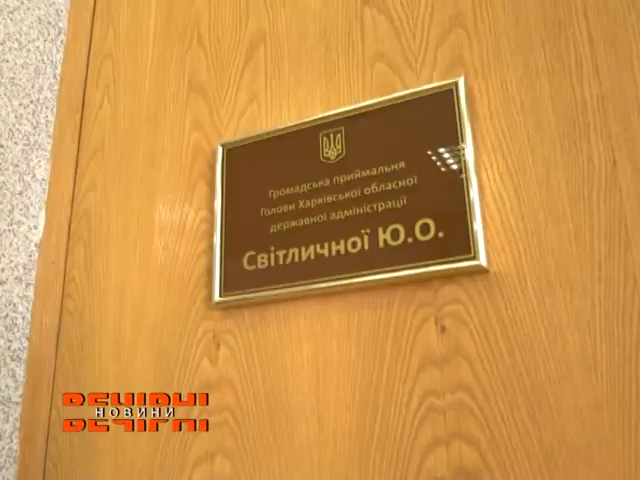 Громадська приймальня
Голови Харківської обласної
державної адміністрації
Світличної Ю.О.
ВЕЧІРНІ
НОВИНИ